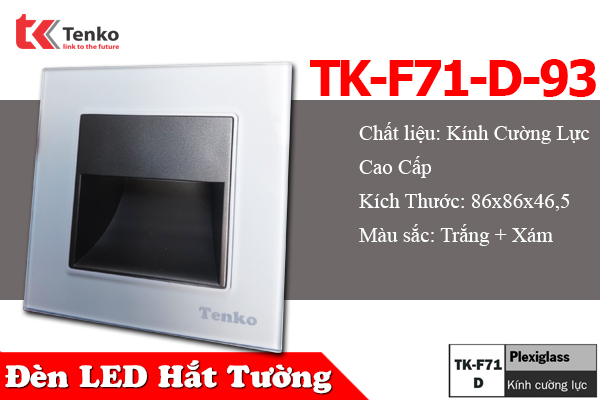 Tenko
link to the future
TK-F71-D-93
Chất liệu: Kính Cường Lực
Cao Cấp
Kích Thước: 86x86x46,5
Màu sắc: Trắng + Xám
Tenko
Đèn LED Hắt Tường
TK-F71
D
Plexiglass
Kính cường lực